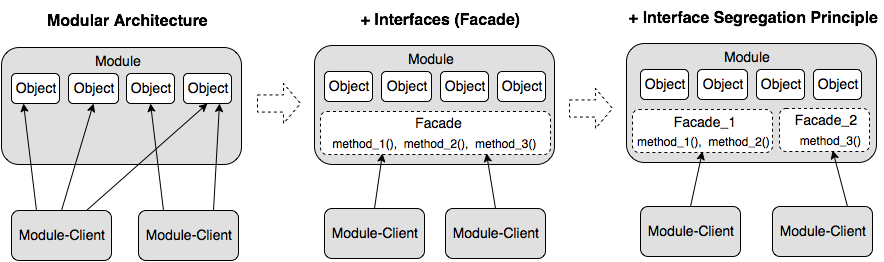 Modular Architecture
Module
Object Object Object Object
Module-Client Module-Client
+ Interfaces (Facade)
Module
Object Object Object Object
Facade
method_1(), method_2(), method_3()
Module-Client Module-Client
+ Interface Segregation Principle
Module
Object Object Object Object
Facade_1
method_1(), method_2()
Facade_2
method_3()
Module-Client Module-Client